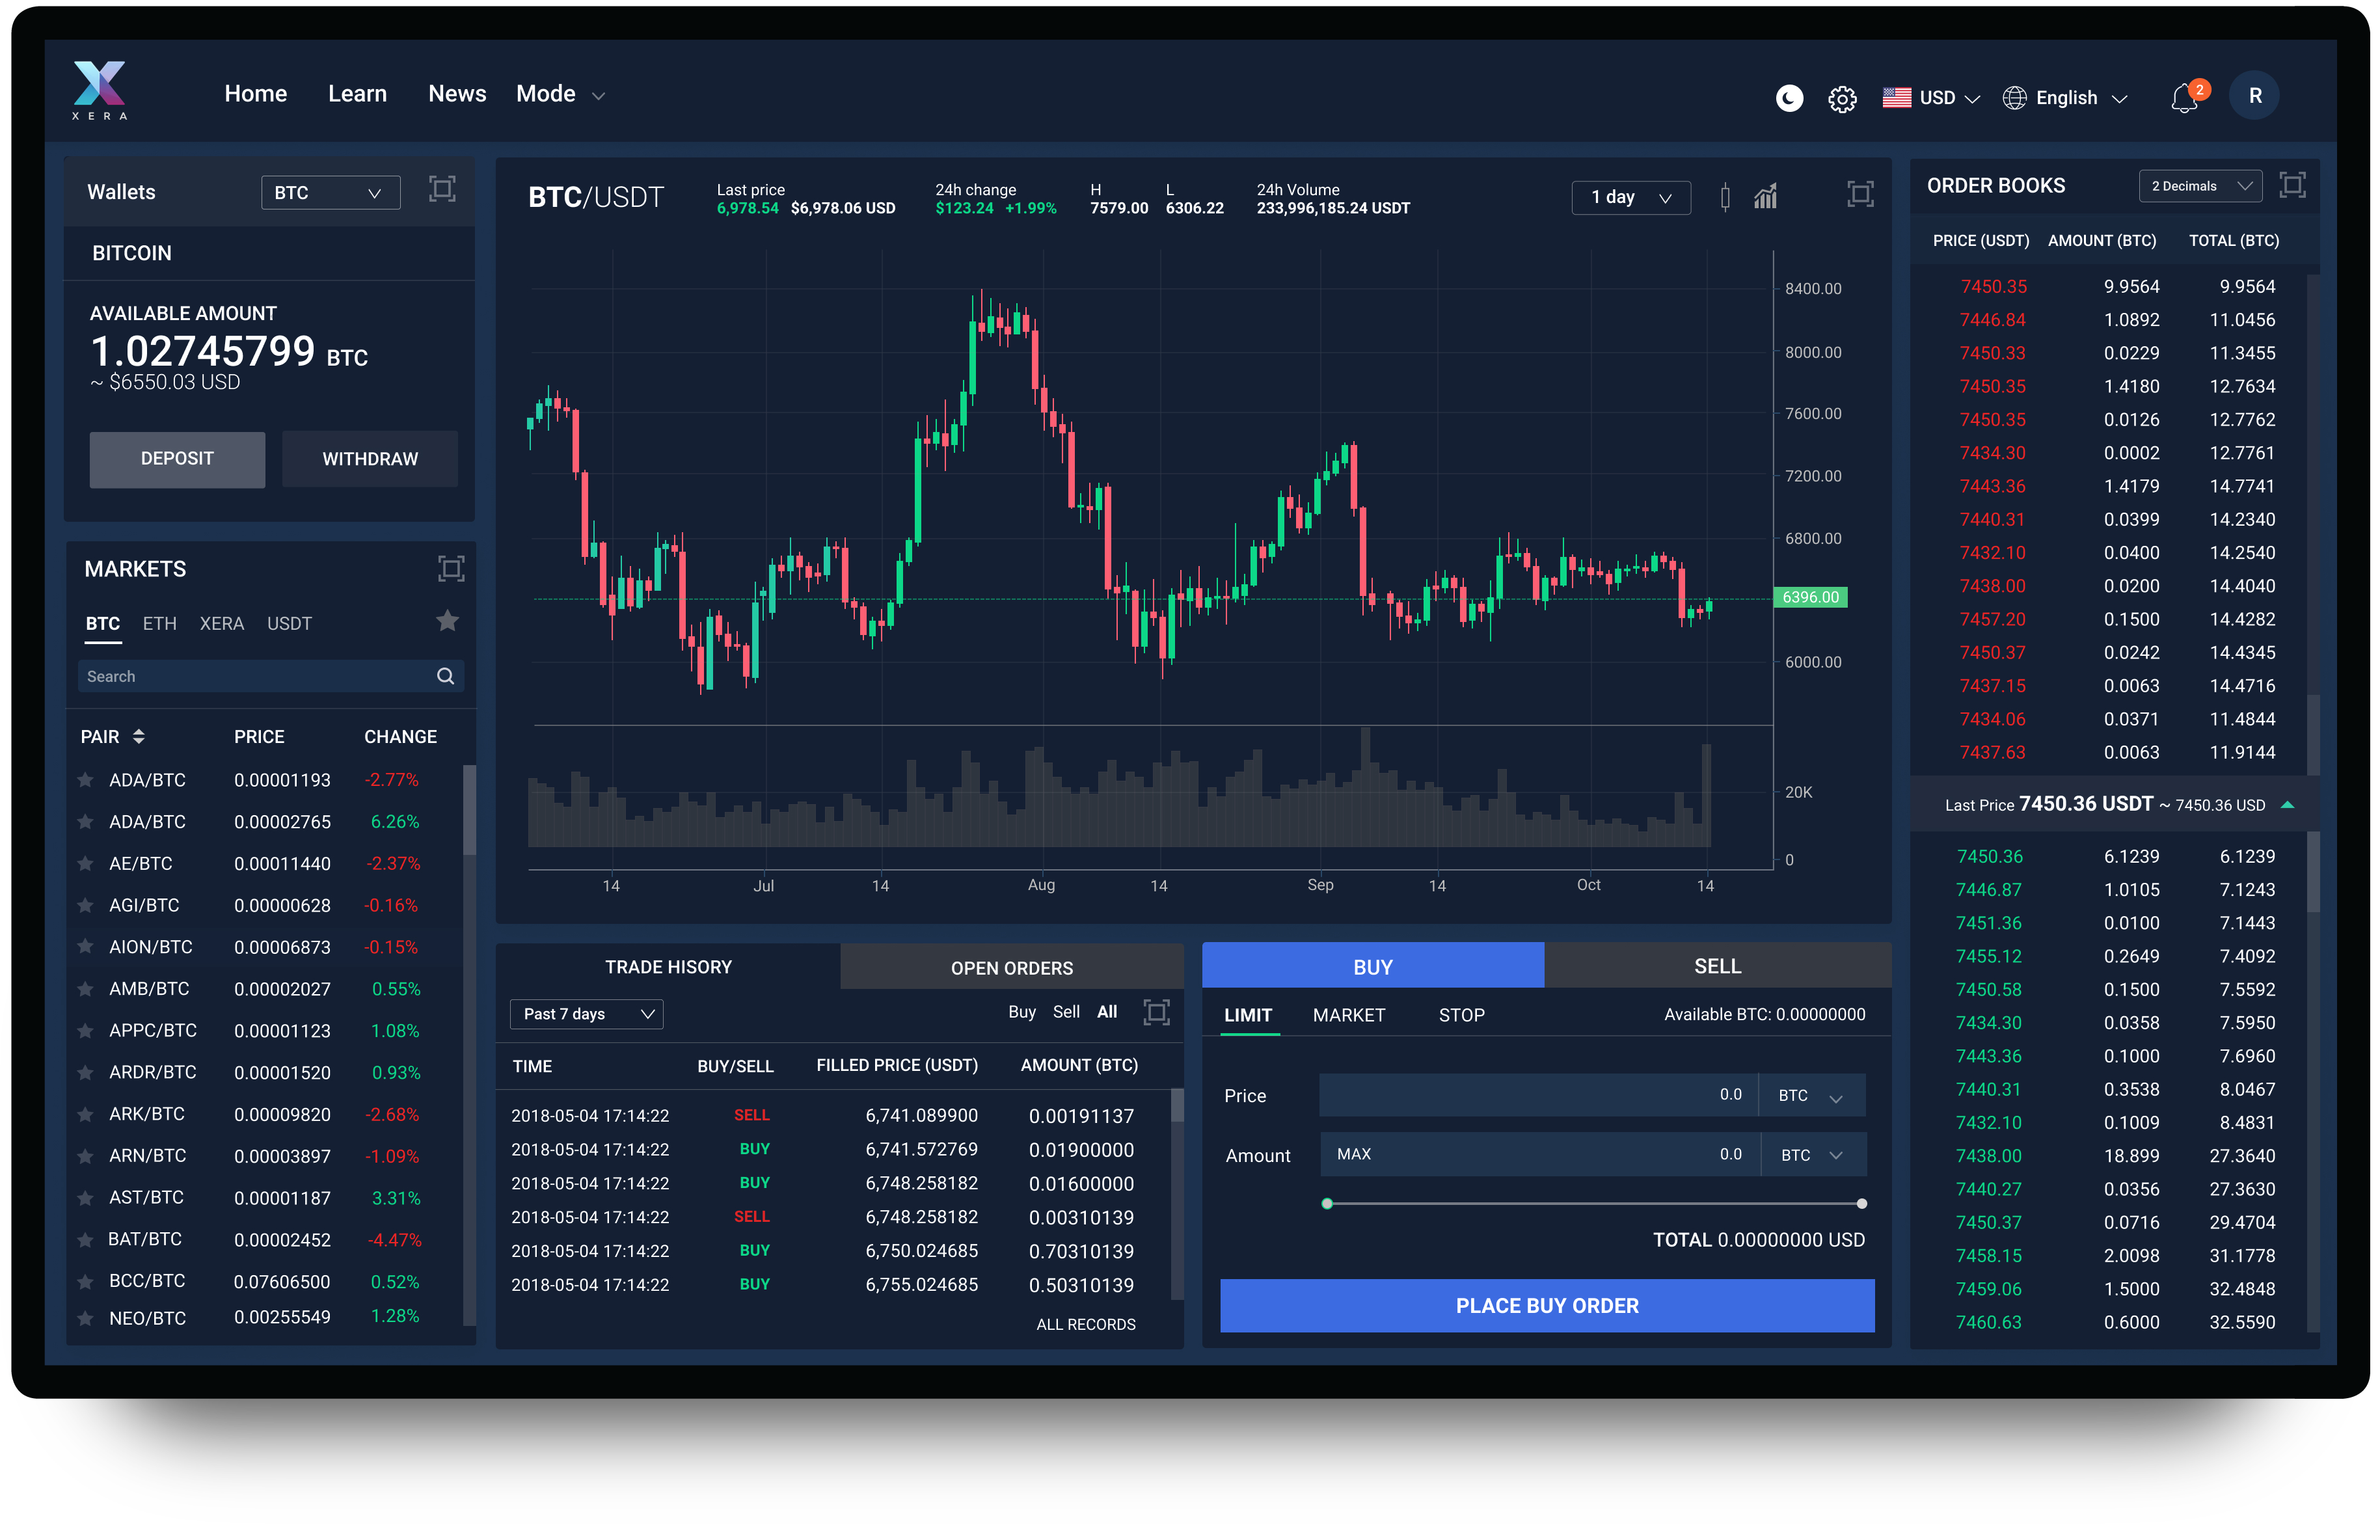 XERA
Home Learn News Mode
USD English 2 R
Wallets BTC
BITCOIN
AVAILABLE AMOUNT
1.02745799 BTC
~ $6550.03 USD
DEPOSIT WITHDRAW
MARKETS
BTC ETH XERA USDT
Search
PAIR PRICE CHANGE
ADA/BTC 0.00001193 -2.77%
ADA/BTC 0.00002765 6.26%
AE/BTC 0.00011440 -2.37%
AGI/BTC 0.00000628 -0.16%
AION/BTC 0.00006873 -0.15%
AMB/BTC 0.00002027 0.55%
APPC/BTC 0.00001123 1.08%
ARDR/BTC 0.00001520 0.93%
ARK/BTC 0.00009820 -2.68%
ARN/BTC 0.00003897 -1.09%
AST/BTC 0.00001187 3.31%
BAT/BTC 0.00002452 -4.47%
BCC/BTC 0.07606500 0.52%
NEO/BTC 0.00255549 1.28%
BTC/USDT
Last price 24h change H L 24h Volume
6,978.54 $6,978.06 USD $123.24 +1.99% 7579.00 6306.22 233,996,185.24 USDT
1 day
8400.00
8000.00
7600.00
7200.00
6800.00
6396.00
6000.00
20K
0
14 Jul 14 Aug 14 Sep 14 Oct 14
TRADE HISORY OPEN ORDERS
Past 7 days Buy Sell All
TIME BUY/SELL FILLED PRICE (USDT) AMOUNT (BTC)
2018-05-04 17:14:22 SELL 6,741.089900 0.00191137
2018-05-04 17:14:22 BUY 6,741.572769 0.01900000
2018-05-04 17:14:22 BUY 6,748.258182 0.01600000
2018-05-04 17:14:22 SELL 6,748.258182 0.00310139
2018-05-04 17:14:22 BUY 6,750.024685 0.70310139
2018-05-04 17:14:22 BUY 6,755.024685 0.50310139
ALL RECORDS
BUY SELL
LIMIT MARKET STOP Available BTC: 0.00000000
Price 0.0 BTC
Amount MAX 0.0 BTC
TOTAL 0.00000000 USD
PLACE BUY ORDER
ORDER BOOKS 2 Decimals
PRICE (USDT) AMOUNT (BTC) TOTAL (BTC)
7450.35 9.9564 9.9564
7446.84 1.0892 11.0456
7450.33 0.0229 11.3455
7450.35 1.4180 12.7634
7450.35 0.0126 12.7762
7434.30 0.0002 12.7761
7443.36 1.4179 14.7741
7440.31 0.0399 14.2340
7432.10 0.0400 14.2540
7438.00 0.0200 14.4040
7457.20 0.1500 14.4282
7450.37 0.0242 14.4345
7437.15 0.0063 14.4716
7434.06 0.0371 11.4844
7437.63 0.0063 11.9144
Last Price 7450.36 USDT ~ 7450.36 USD
7450.36 6.1239 6.1239
7446.87 1.0105 7.1243
7451.36 0.0100 7.1443
7455.12 0.2649 7.4092
7450.58 0.1500 7.5592
7434.30 0.0358 7.5950
7443.36 0.1000 7.6960
7440.31 0.3538 8.0467
7432.10 0.1009 8.4831
7438.00 18.899 27.3640
7440.27 0.0356 27.3630
7450.37 0.0716 29.4704
7458.15 2.0098 31.1778
7459.06 1.5000 32.4848
7460.63 0.6000 32.5590